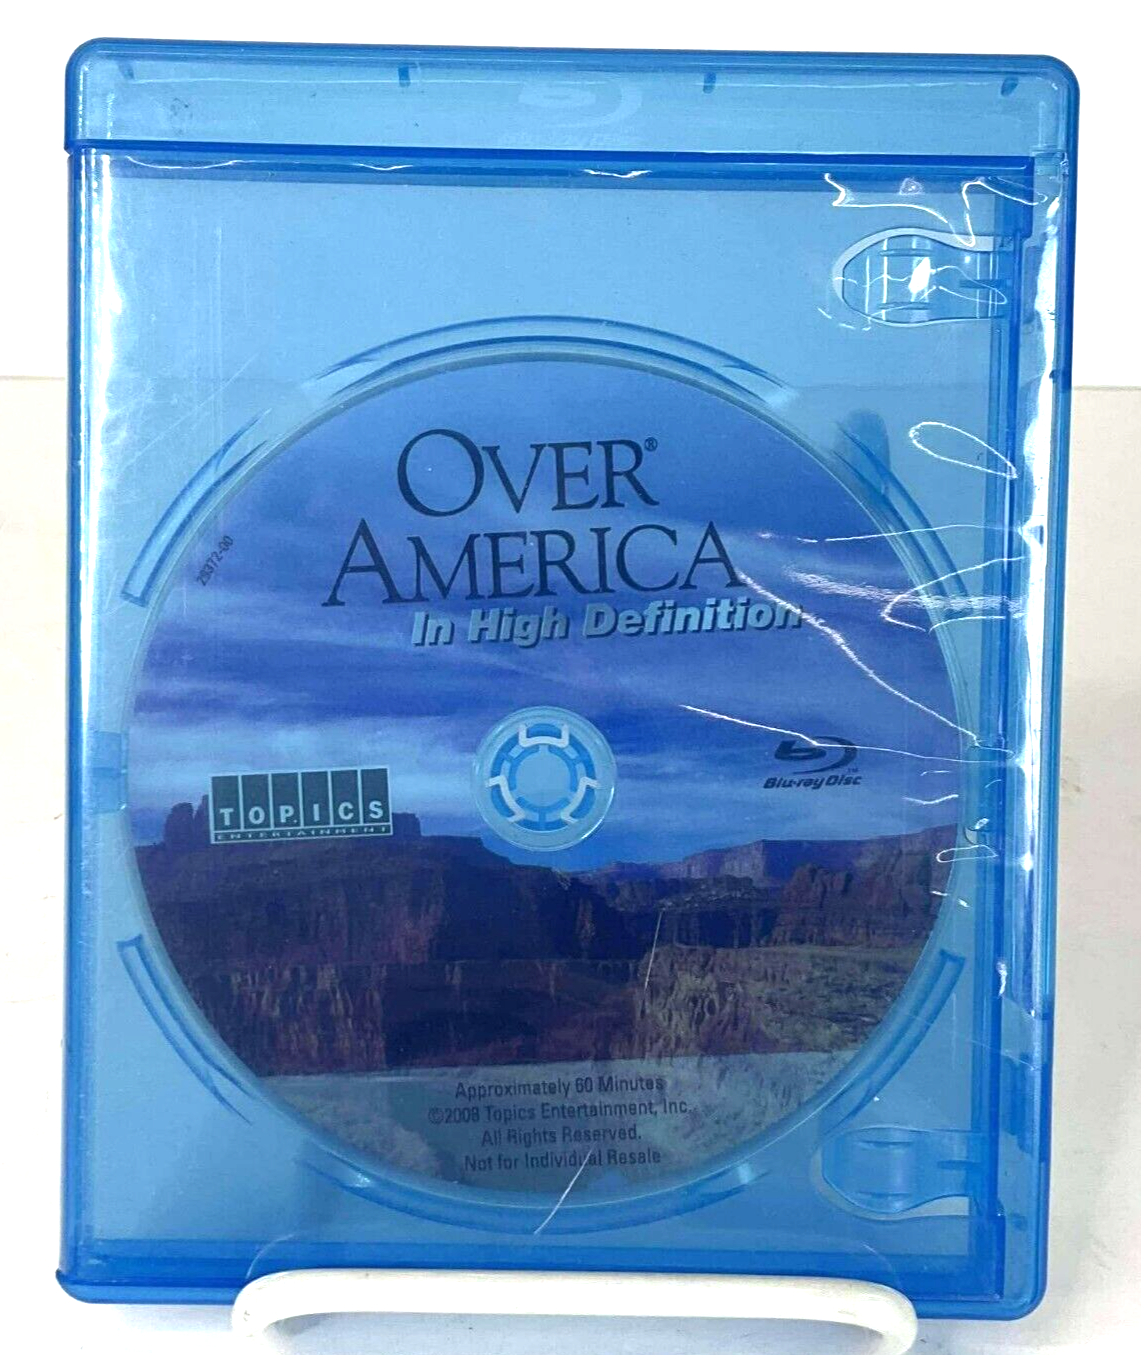 OVER®
AMERICA
In High Definition
29372-00
Blu-ray Disc™
TOPICS
ENTERTAINMENT
Approximately 60 Minutes
©2008 Topics Entertainment, Inc.
All Rights Reserved.
Not for Individual Resale